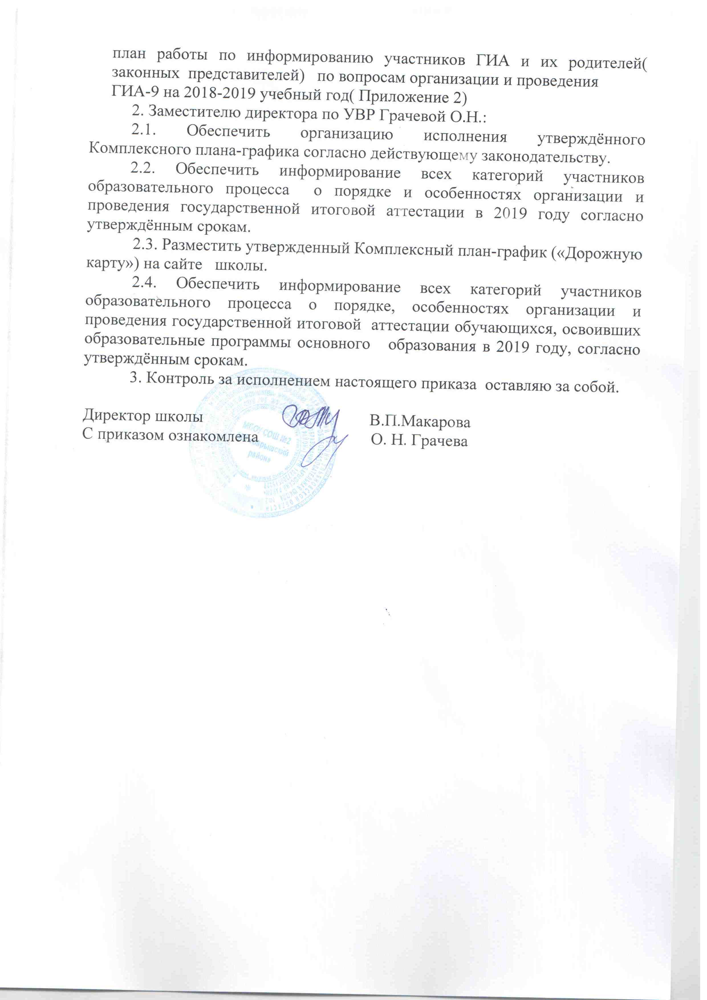 план работы по информированию участников ГИА и их родителей(
законных представителей) по вопросам организации и проведения
ГИА-9 на 2018-2019 учебный год( Приложение 2)
2. Заместителю директора по УВР Грачевой О.Н.:
2.1. Обеспечить организацию исполнения утверждённого
Комплексного плана-графика согласно действующему законодательству.
2.2. Обеспечить информирование всех категорий участников
образовательного процесса о порядке и особенностях организации и
проведения государственной итоговой аттестации в 2019 году согласно
утверждённым срокам.
2.3. Разместить утвержденный Комплексный план-график («Дорожную
карту») на сайте школы.
2.4. Обеспечить информирование всех категорий участников
образовательного процесса о порядке, особенностях организации и
проведения государственной итоговой аттестации обучающихся, освоивших
образовательные программы основного образования в 2019 году, согласно
утверждённым срокам.
3. Контроль за исполнением настоящего приказа оставляю за собой.
Директор школы В.П.Макарова
С приказом ознакомлена О. Н. Грачева
МБОУ СОШ №2
район»